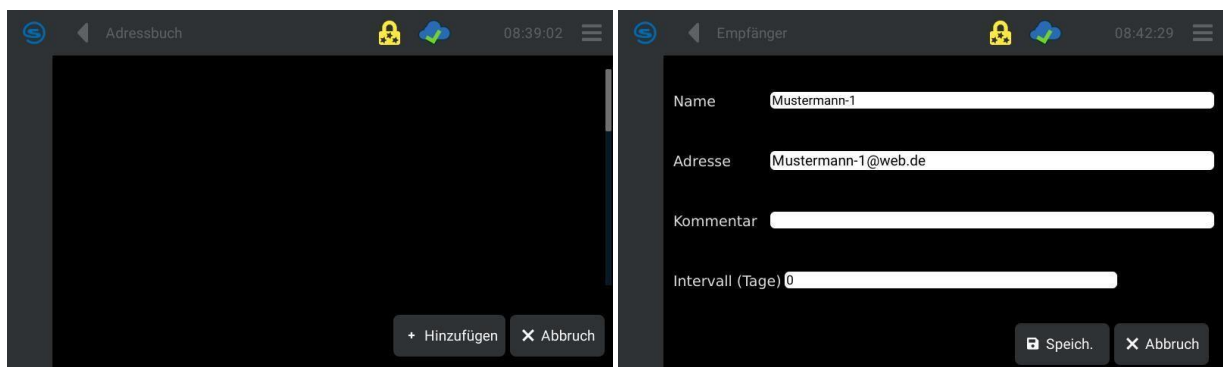 Adressbuch 08:39:02
+ Hinzufügen X Abbruch
Empfänger 08:42:29
Name Mustermann-1
Adresse Mustermann-1@web.de
Kommentar
Intervall (Tage) 0
Speich. X Abbruch